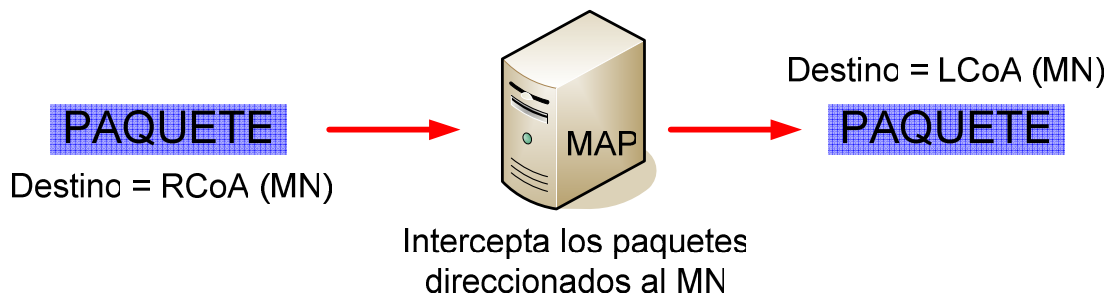 PAQUETE
Destino = RCoA (MN)
MAP
Intercepta los paquetes
direccionados al MN
Destino = LCoA (MN)
PAQUETE